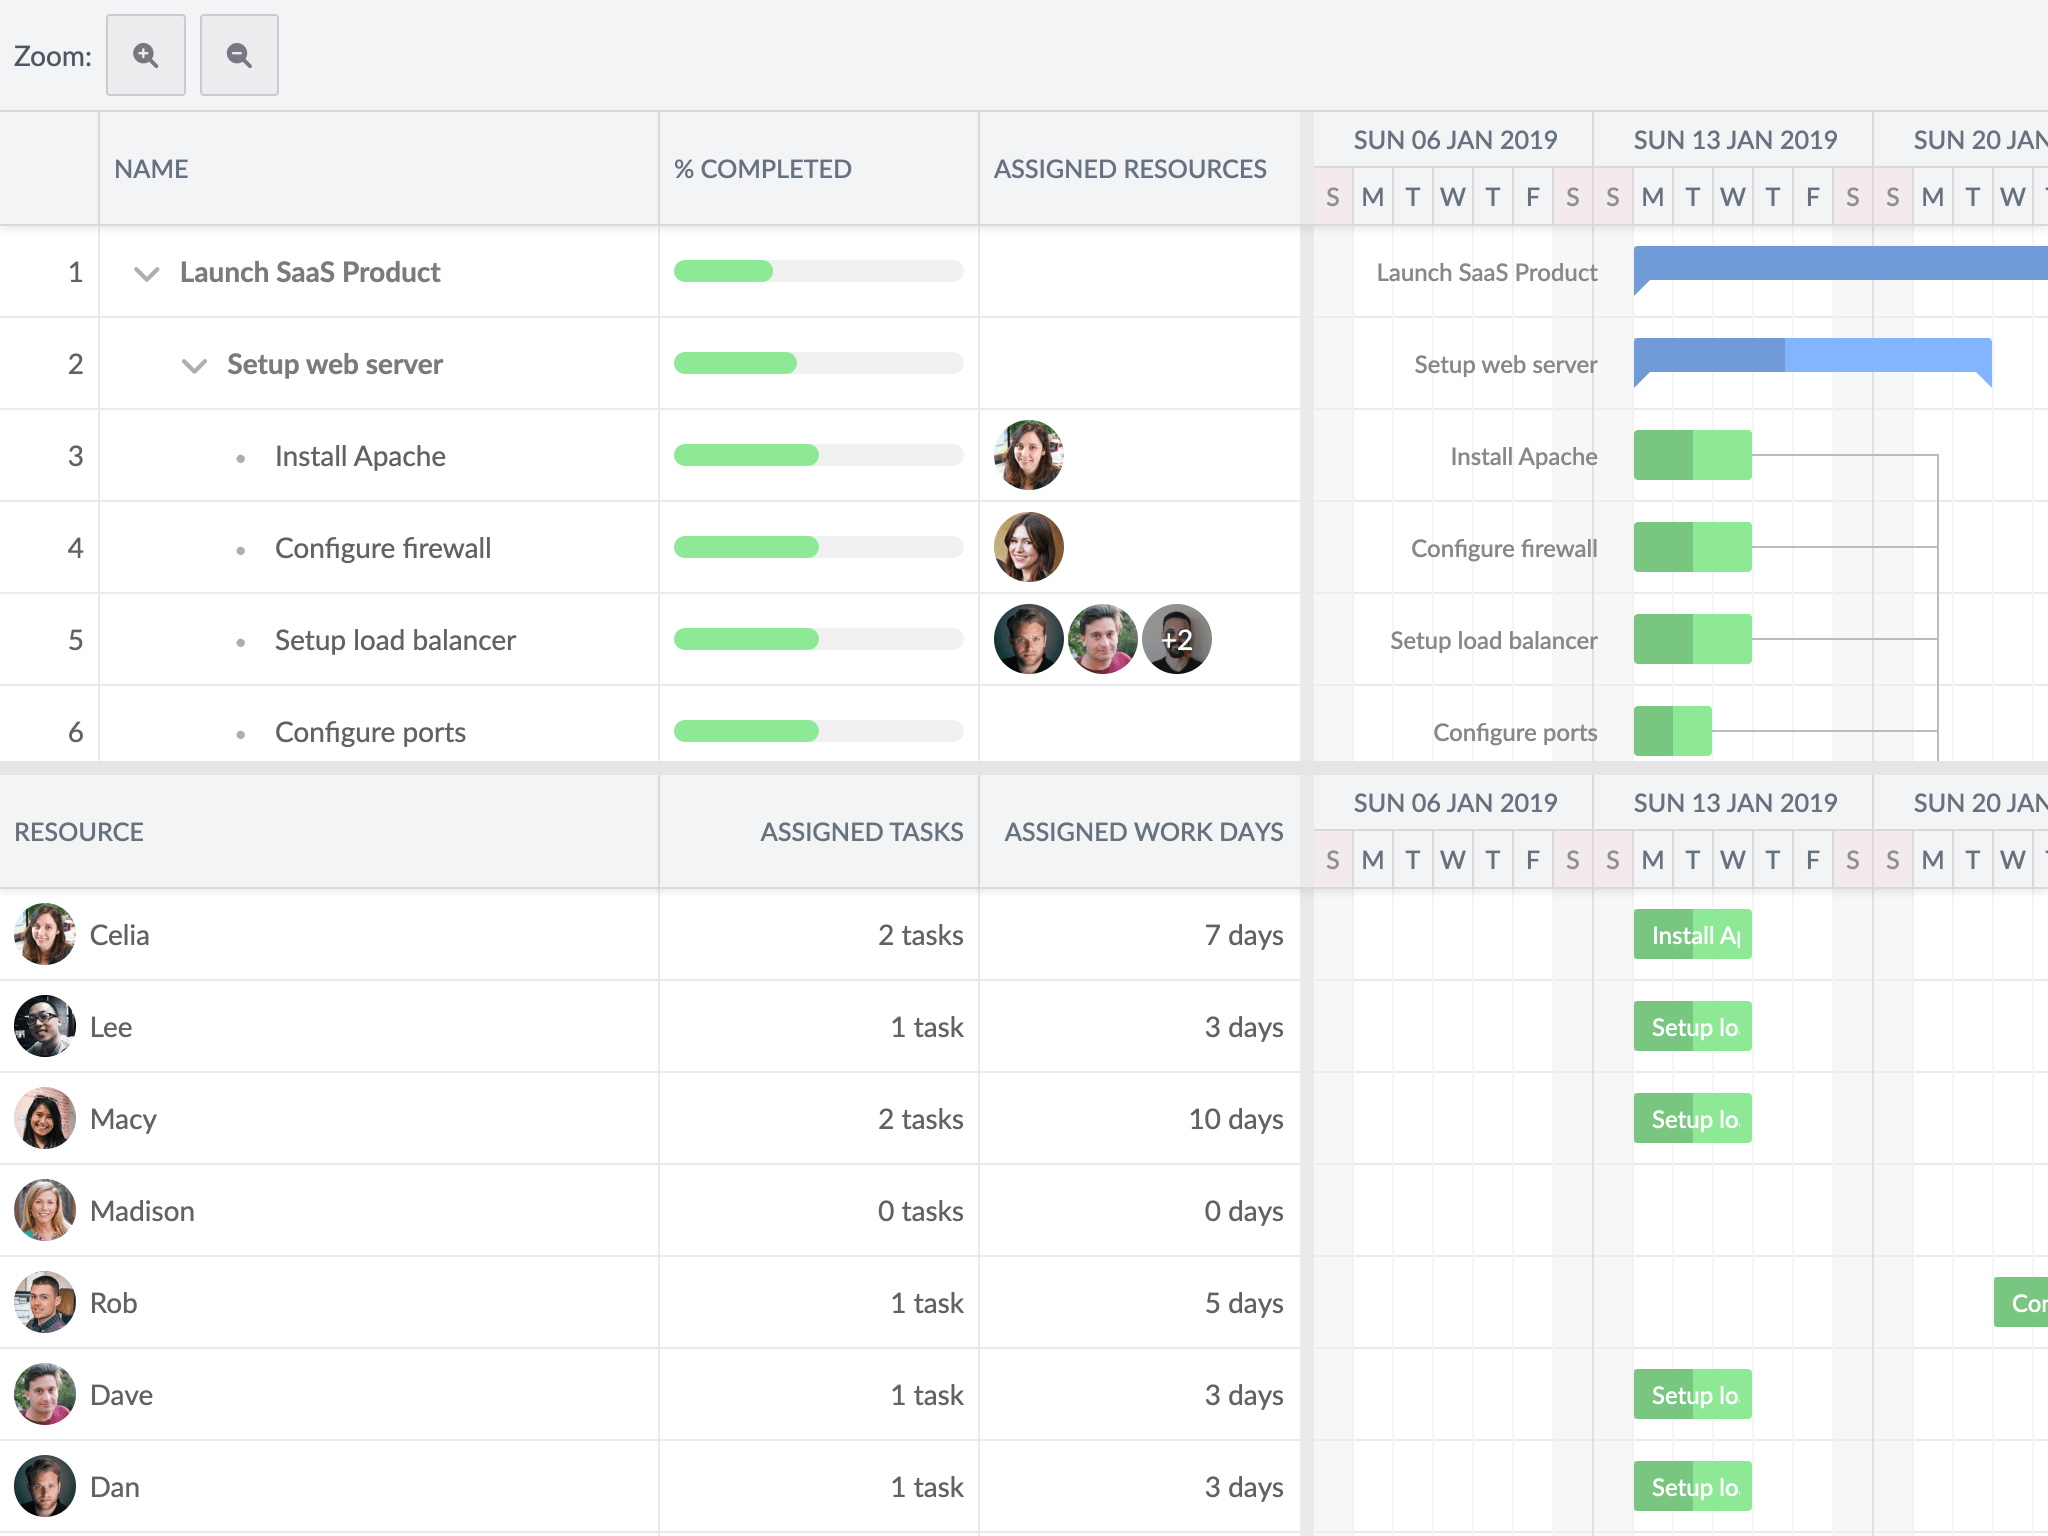 Zoom:
NAME % COMPLETED ASSIGNED RESOURCES SUN 06 JAN 2019 SUN 13 JAN 2019 SUN 20 JAN
S M T W T F S S M T W T F S S M T W
1 Launch SaaS Product Launch SaaS Product
2 Setup web server Setup web server
3 Install Apache Install Apache
4 Configure firewall Configure firewall
5 Setup load balancer +2 Setup load balancer
6 Configure ports Configure ports
RESOURCE ASSIGNED TASKS ASSIGNED WORK DAYS SUN 06 JAN 2019 SUN 13 JAN 2019 SUN 20 JAN
S M T W T F S S M T W T F S S M T W
Celia 2 tasks 7 days Install Ap
Lee 1 task 3 days Setup lo
Macy 2 tasks 10 days Setup lo
Madison 0 tasks 0 days
Rob 1 task 5 days Con
Dave 1 task 3 days Setup lo
Dan 1 task 3 days Setup lo